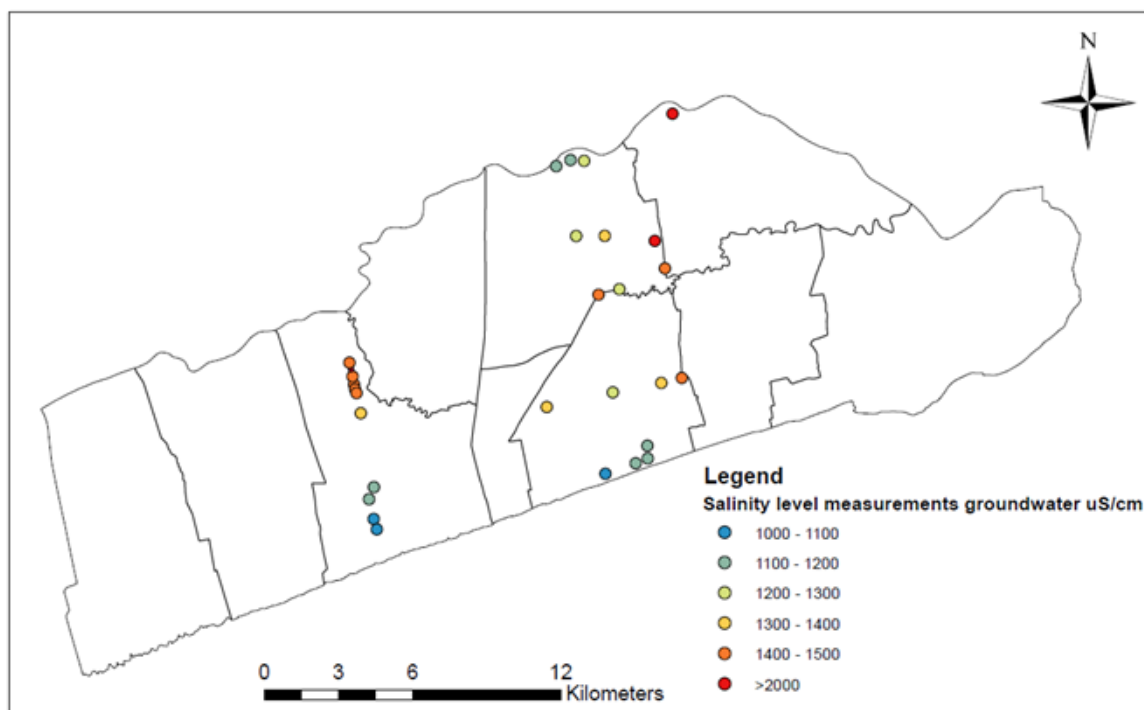 N
Legend
Salinity level measurements groundwater uS/cm
1000 - 1100
1100 - 1200
1200 - 1300
1300 - 1400
1400 - 1500
>2000
0 3 6 12
Kilometers